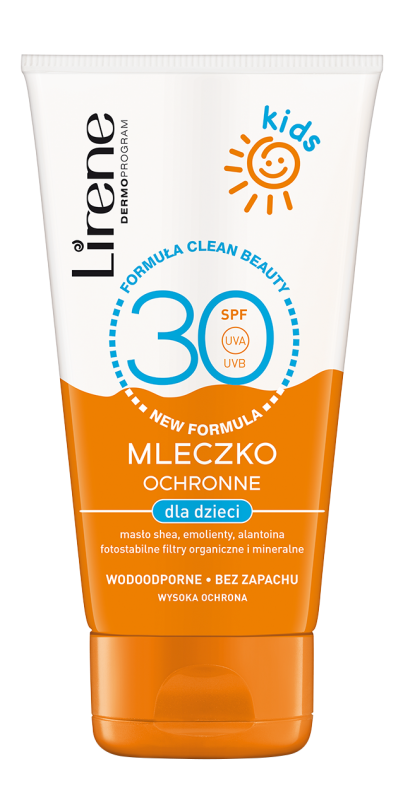 Lirene
DERMOPROGRAM
kids
FORMUŁA CLEAN BEAUTY
30
SPF
UVA
UVB
NEW FORMULA
MLECZKO
OCHRONNE
dla dzieci
masło shea, emolienty, alantoina
fotostabilne filtry organiczne i mineralne
WODOODPORNE • BEZ ZAPACHU
WYSOKA OCHRONA